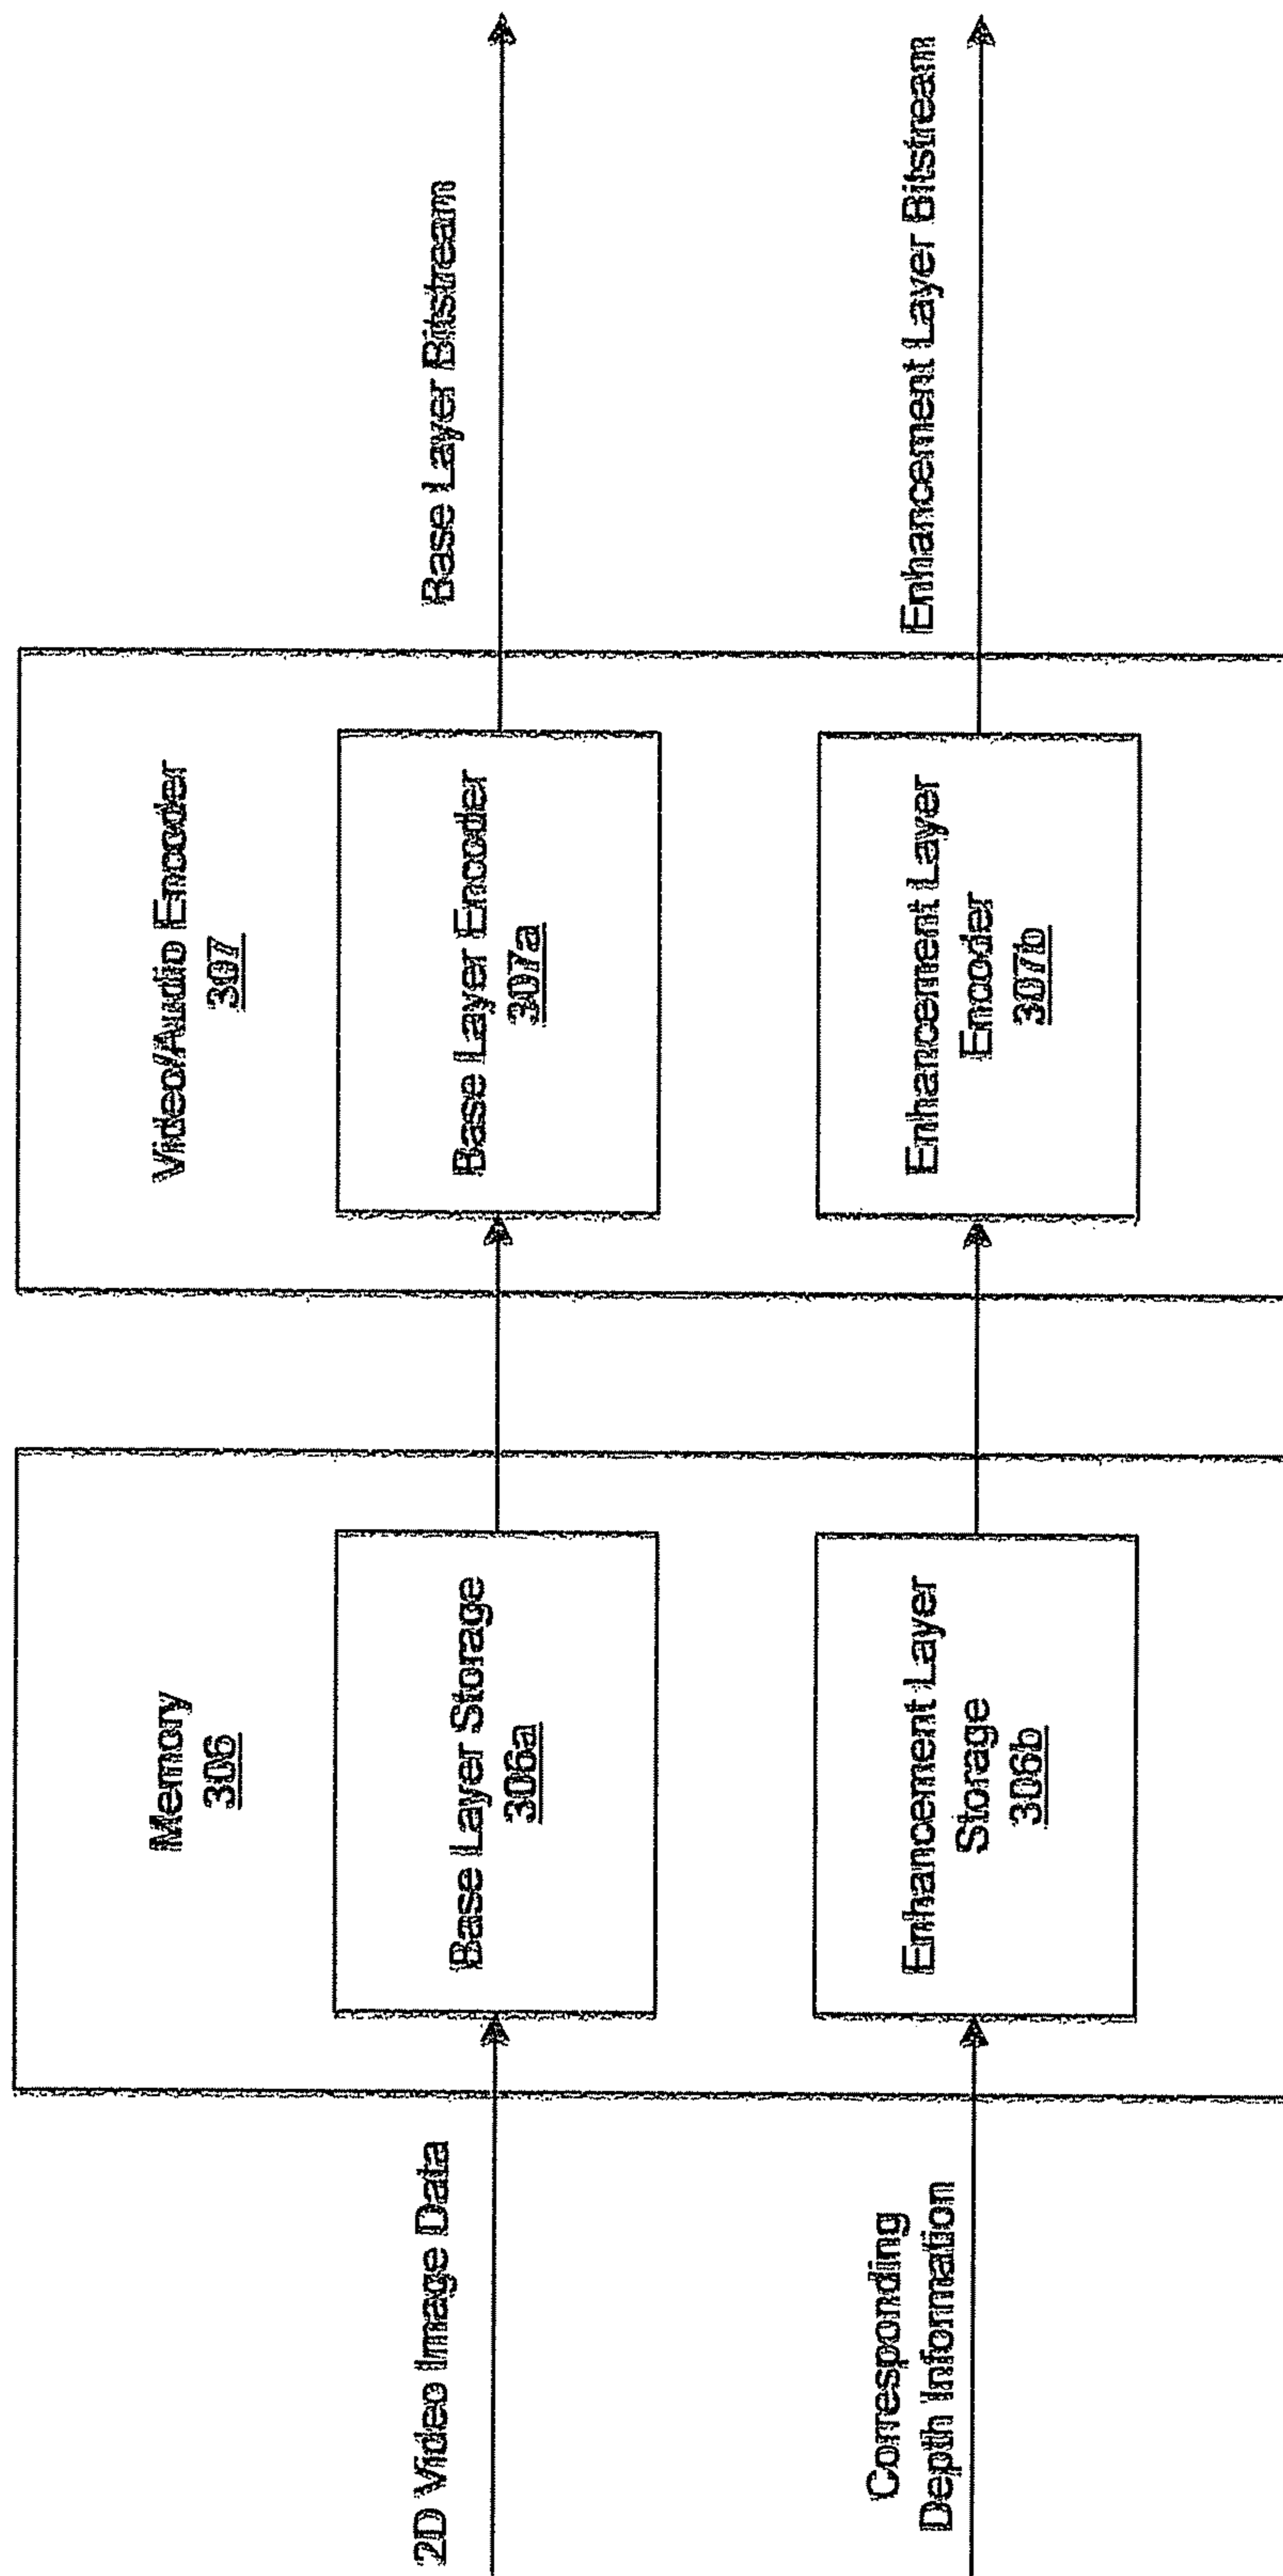 2D Video Image Data
Memory
306
Base Layer Storage
306a
Video/Audio Encoder
307
Base Layer Encoder
307a
Base Layer Bitstream
Corresponding
Depth Information
Enhancement Layer
Storage
306b
Enhancement Layer
Encoder
307b
Enhancement Layer Bitstream